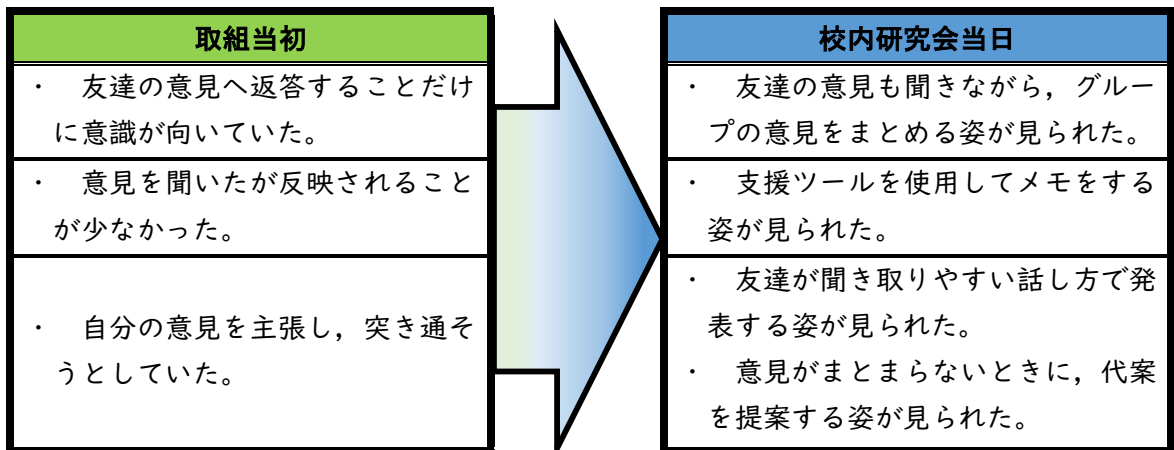 取組当初
・　友達の意見へ返答することだけ
に意識が向いていた。
・　意見を聞いたが反映されること
が少なかった。
・　自分の意見を主張し，突き通そ
うとしていた。
校内研究会当日
・　友達の意見も聞きながら，グルー
プの意見をまとめる姿が見られた。
・　支援ツールを使用してメモをする
姿が見られた。
・　友達が聞き取りやすい話し方で発
表する姿が見られた。
・　意見がまとまらないときに，代案
を提案する姿が見られた。